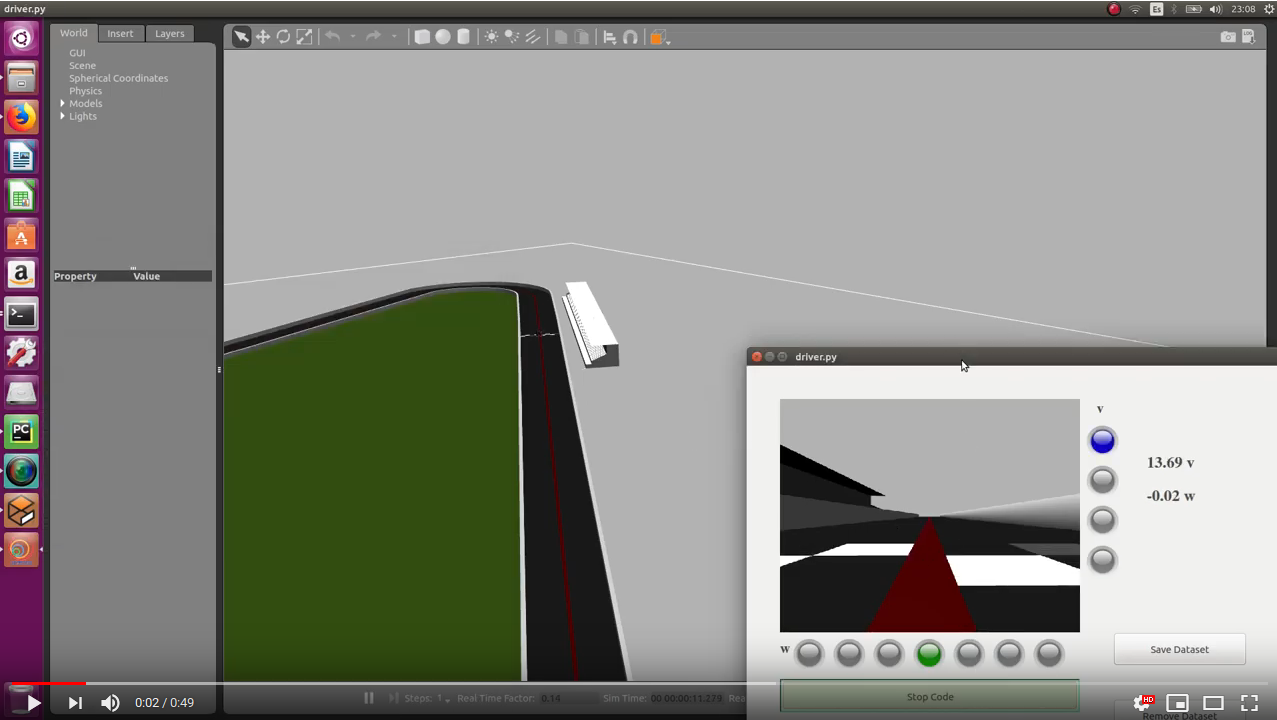 driver.py
Es
23:08
World
Insert
Layers
GUI
Scene
Spherical Coordinates
Physics
Models
Lights
Property
Value
driver.py
v
13.69 v
-0.02 w
w
Save Dataset
Stop Code
Remove Dataset
Steps: 1
Real Time Factor:
0.14
Sim Time:
00 00:00:11.279
Rea
0:02 / 0:49
HD
PC
a